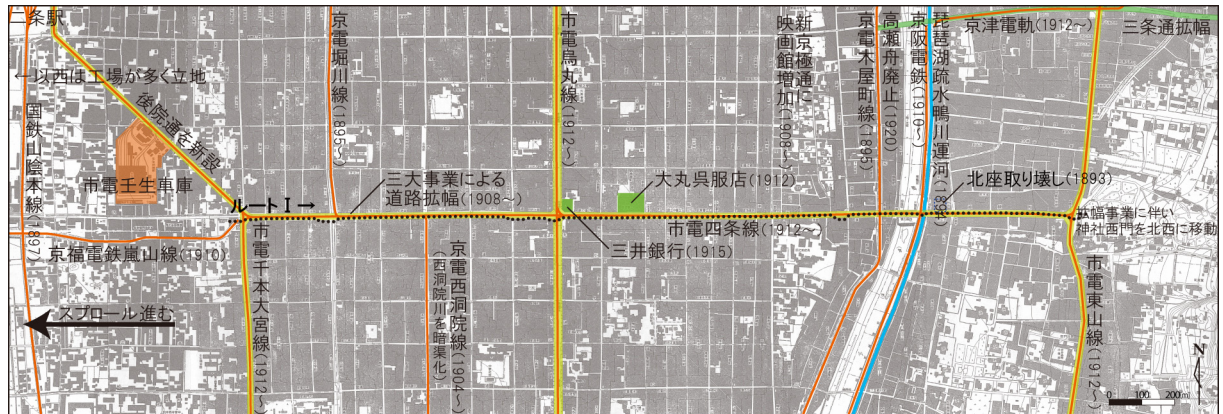 二条駅
←以西は工場が多く立地
国鉄山陰本線(1897)
後院通を新設
市電壬生車庫
京福電鉄嵐山線(1910)
スプロール進む
ルートⅠ→
市電千本大宮線(1912~)
京電堀川線(1895~)
三大事業による
道路拡幅(1908~)
京電西洞院線(1904~)
(西洞院川を暗渠化)
市電烏丸線(1912~)
大丸呉服店(1912)
市電四条線(1912~)
三井銀行(1915)
新京極通に
映画館増加(1908~)
京電木屋町線(1895)
高瀬舟廃止(1920)
京阪電鉄(1910~)
琵琶湖疏水鴨川運河(1894)
京津電軌(1912~)
三条通拡幅
北座取り壊し(1893)
拡幅事業に伴い
神社西門を北西に移動
市電東山線(1912~)
N
0 100 200m